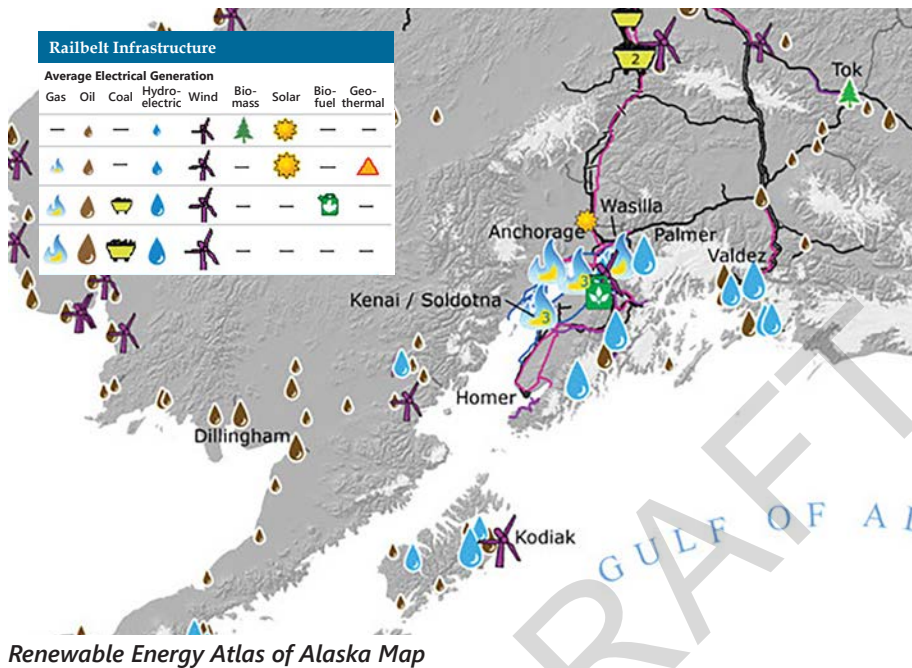 Railbelt Infrastructure
Average Electrical Generation
Gas Oil Coal Hydro-electric Wind Bio-mass Solar Bio-fuel Geo-thermal
2
Tok
Wasilla
Anchorage
Palmer
Valdez
3
Kenai / Soldotna
3
Homer
Dillingham
Kodiak
GULF OF AL
RAFT
Renewable Energy Atlas of Alaska Map